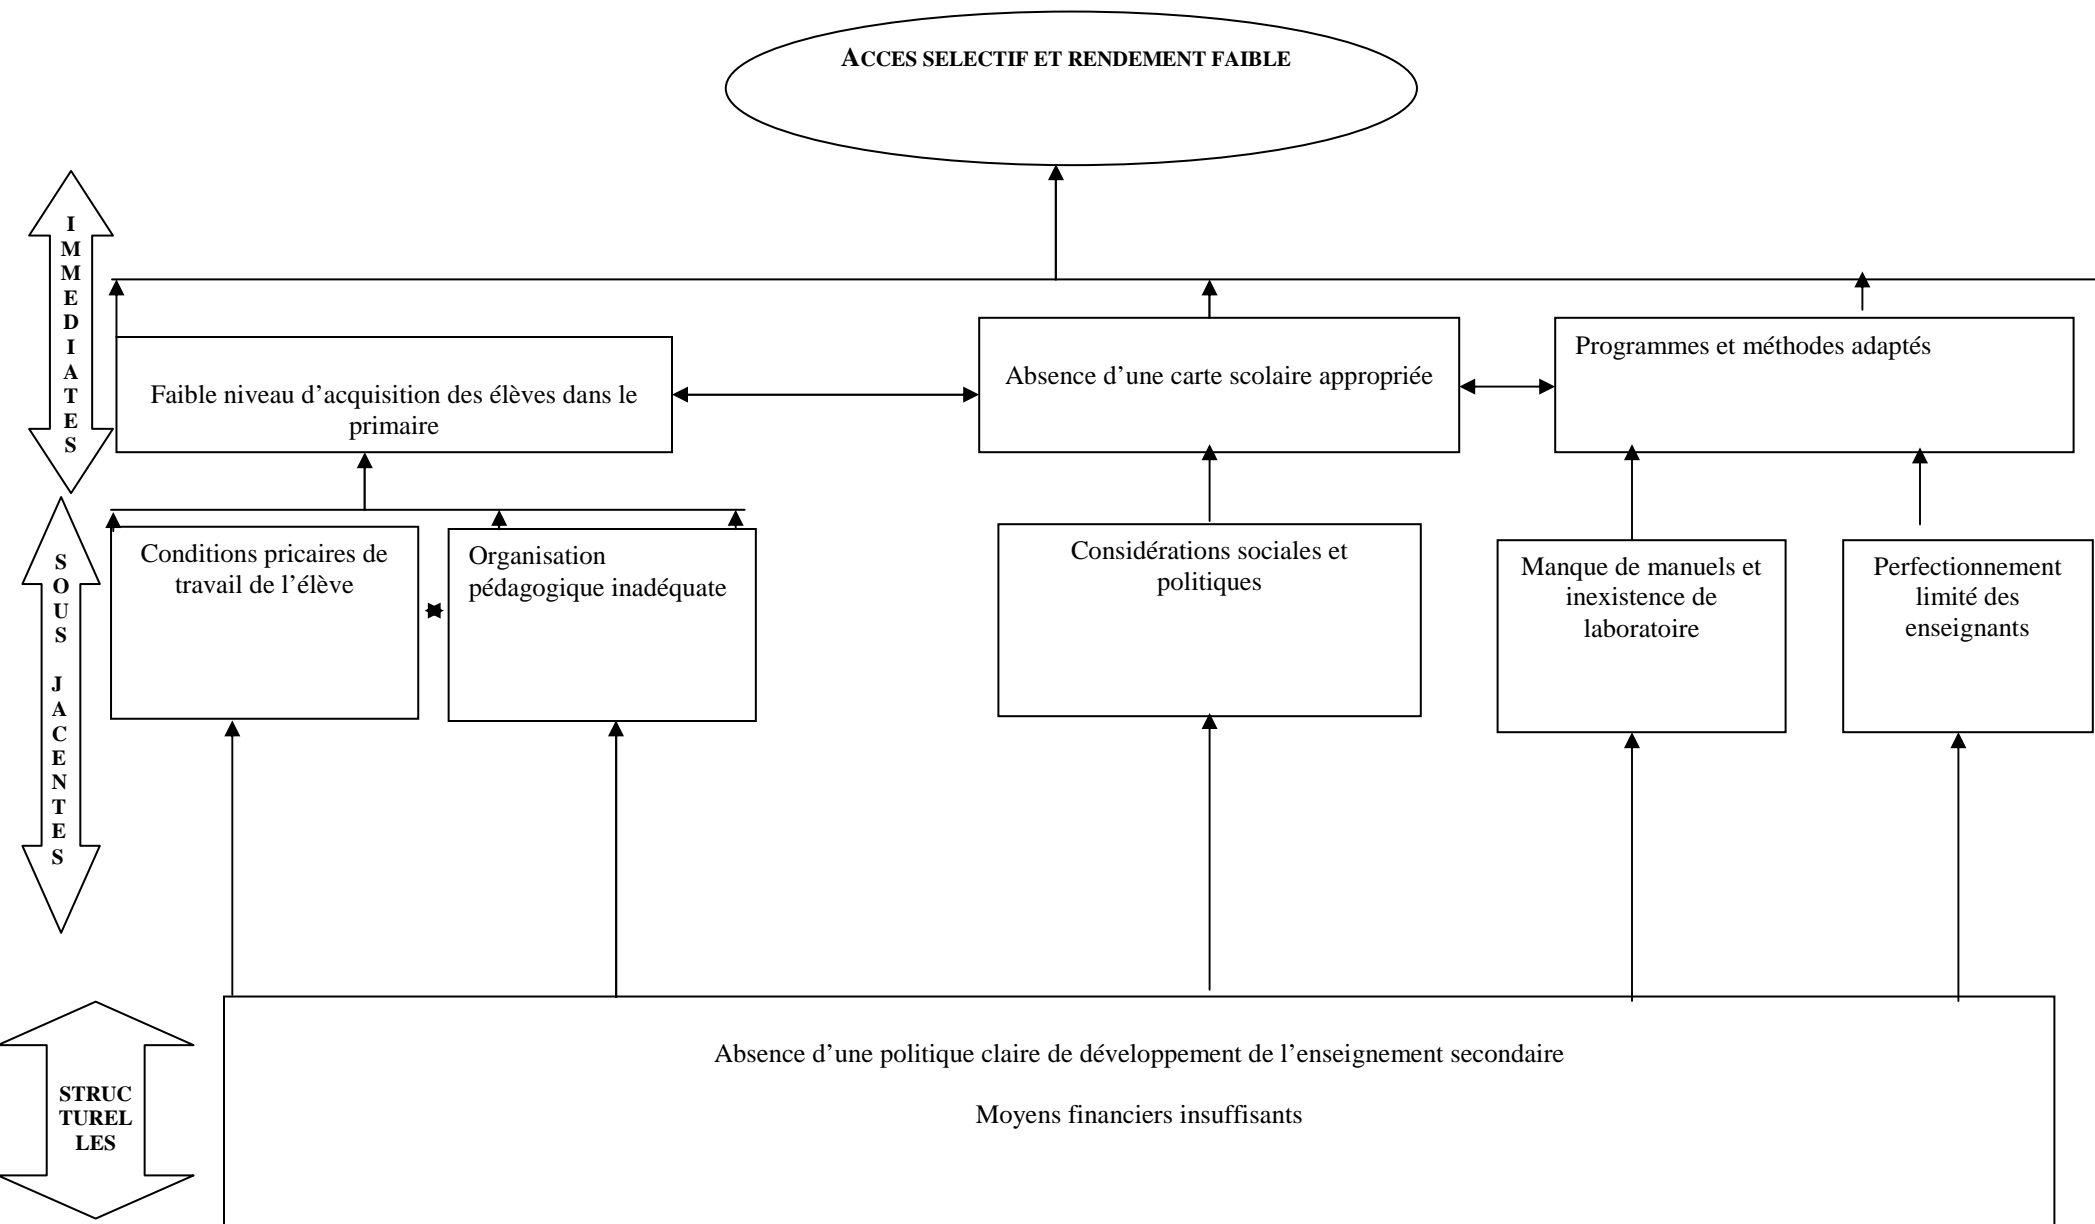 ACCES SELECTIF ET RENDEMENT FAIBLE
IMMEDIATES
Faible niveau d’acquisition des élèves dans le
primaire
Absence d’une carte scolaire appropriée
Programmes et méthodes adaptés
SOUS JACENTES
Conditions pricaires de
travail de l’élève
Organisation
pédagogique inadéquate
Considérations sociales et
politiques
Manque de manuels et
inexistence de
laboratoire
Perfectionnement
limité des
enseignants
STRUC
TUREL
LES
Absence d’une politique claire de développement de l’enseignement secondaire
Moyens financiers insuffisants